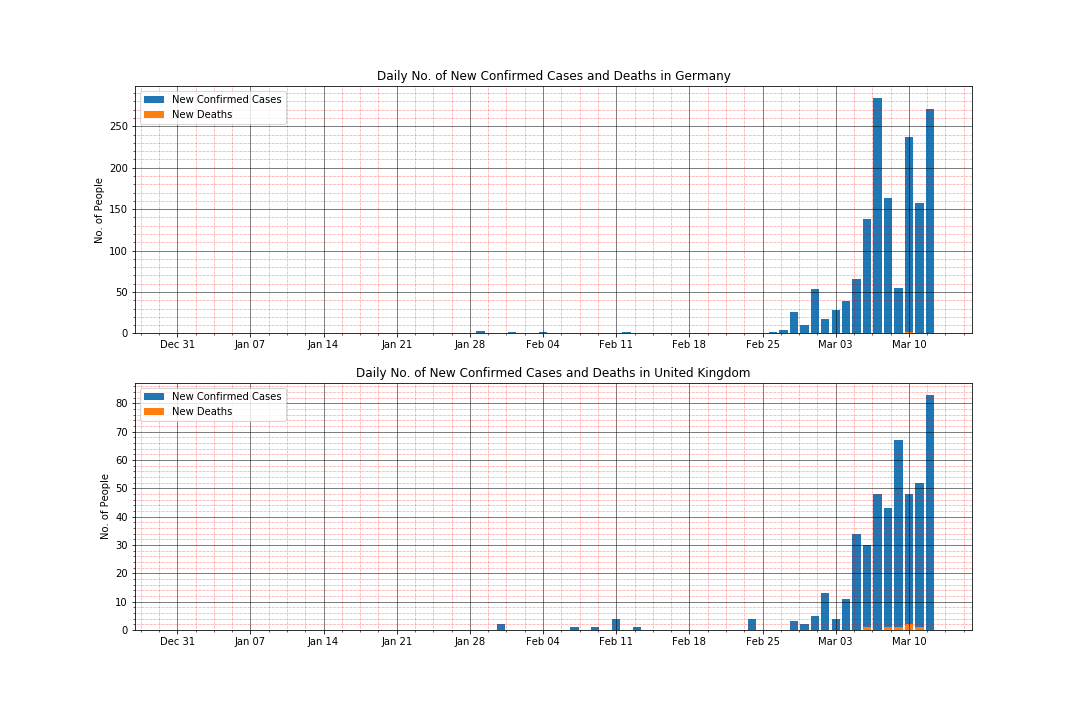 Daily No. of New Confirmed Cases and Deaths in Germany
New Confirmed Cases
New Deaths
No. of People
250
200
150
100
50
0
Dec 31 Jan 07 Jan 14 Jan 21 Jan 28 Feb 04 Feb 11 Feb 18 Feb 25 Mar 03 Mar 10
Daily No. of New Confirmed Cases and Deaths in United Kingdom
New Confirmed Cases
New Deaths
No. of People
80
70
60
50
40
30
20
10
0
Dec 31 Jan 07 Jan 14 Jan 21 Jan 28 Feb 04 Feb 11 Feb 18 Feb 25 Mar 03 Mar 10